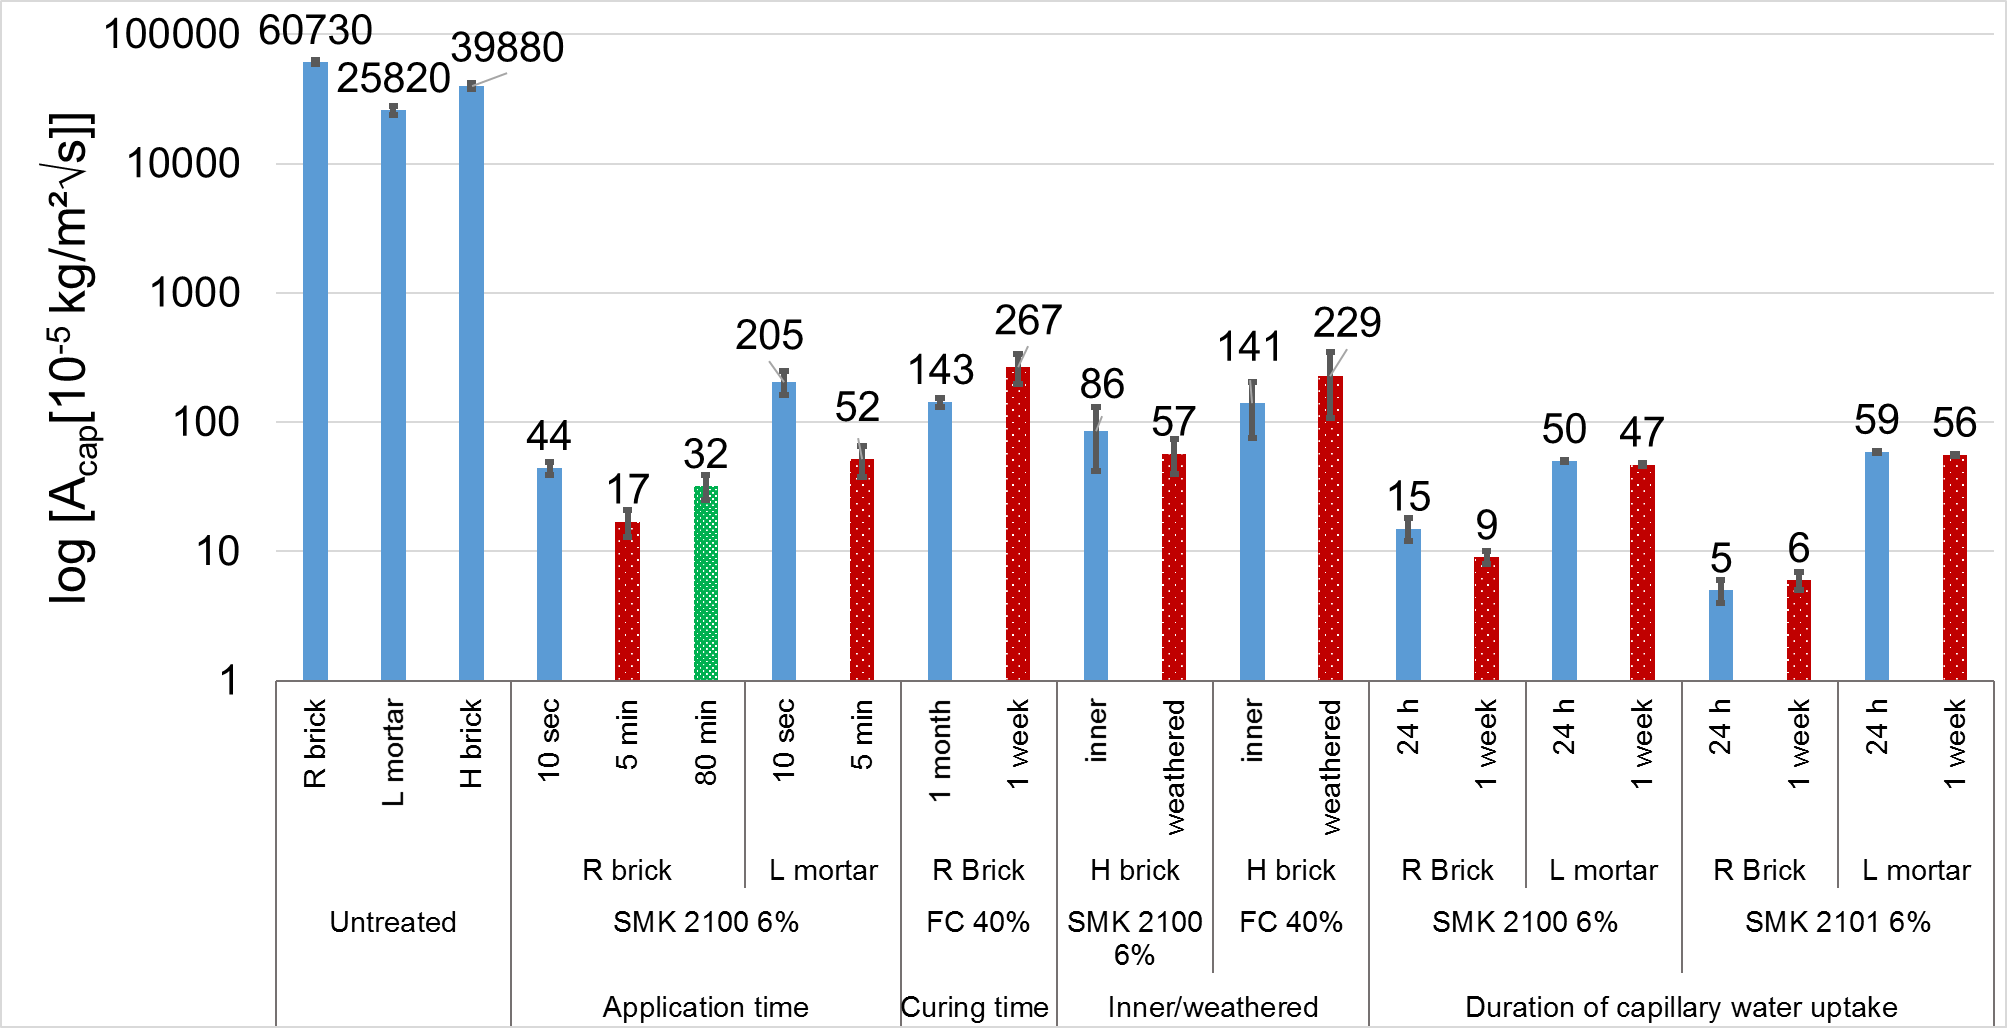 log [Acap[10-5 kg/m²√s]]
100000
10000
1000
100
10
1
60730
25820
39880
44
17
32
205
52
143
267
86
57
141
229
15
9
50
47
5
6
59
56
R brick
L mortar
H brick
10 sec
5 min
80 min
10 sec
5 min
1 month
1 week
inner
weathered
inner
weathered
24 h
1 week
24 h
1 week
24 h
1 week
24 h
1 week
R brick
L mortar
R Brick
H brick
H brick
R Brick
L mortar
R Brick
L mortar
Untreated
SMK 2100 6%
FC 40%
SMK 2100
6%
FC 40%
SMK 2100 6%
SMK 2101 6%
Application time
Curing time
Inner/weathered
Duration of capillary water uptake